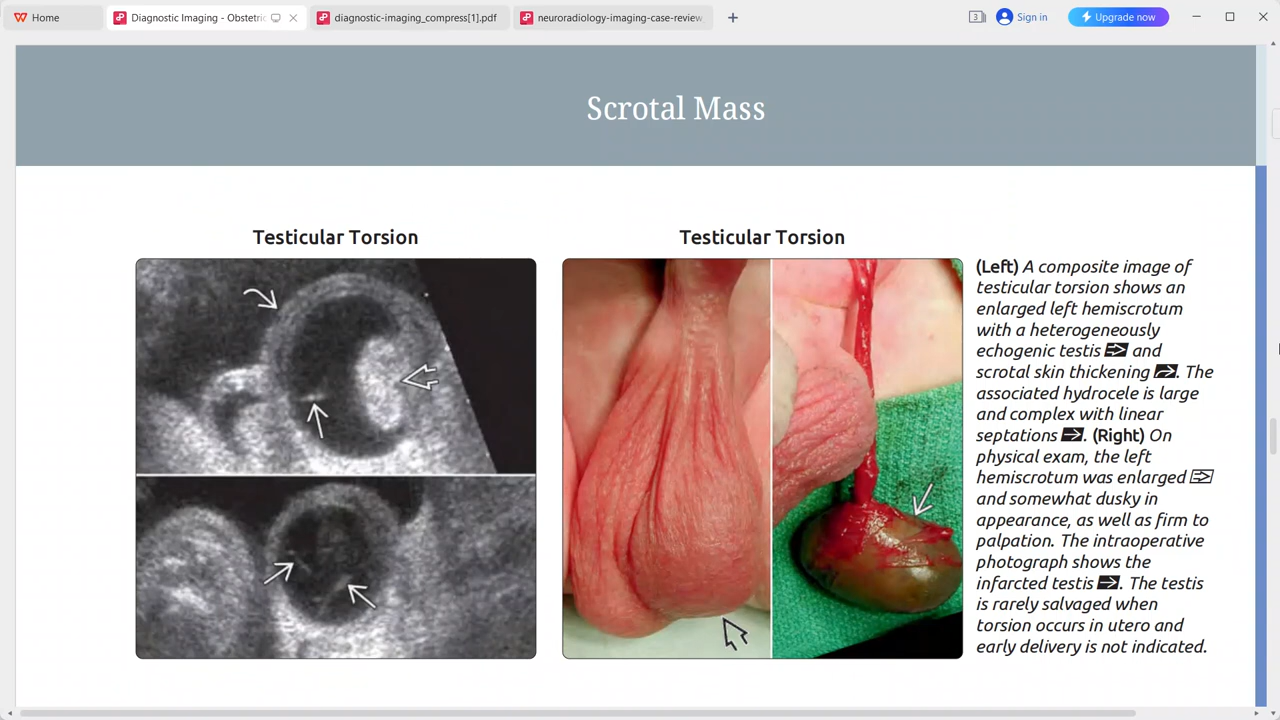 Home
Diagnostic Imaging - Obstetric
diagnostic-imaging_compress[1].pdf
neuroradiology-imaging-case-review
3
Sign in
Upgrade now
Scrotal Mass
Testicular Torsion
Testicular Torsion
(Left) A composite image of
testicular torsion shows an
enlarged left hemiscrotum
with a heterogeneously
echogenic testis and
scrotal skin thickening. The
associated hydrocele is large
and complex with linear
septations. (Right) On
physical exam, the left
hemiscrotum was enlarged
and somewhat dusky in
appearance, as well as firm to
palpation. The intraoperative
photograph shows the
infarcted testis. The testis
is rarely salvaged when
torsion occurs in utero and
early delivery is not indicated.